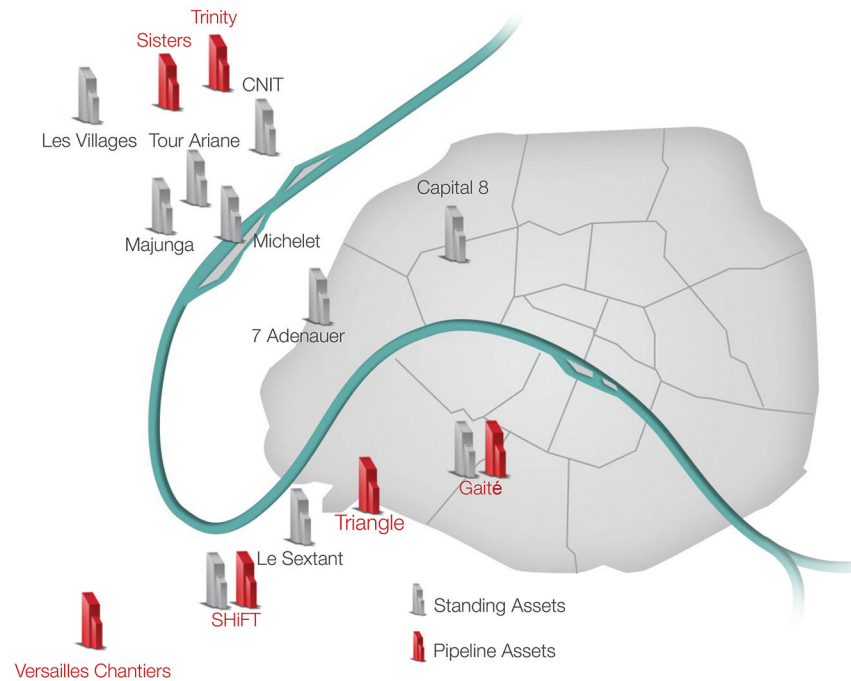 Trinity
Sisters
CNIT
Les Villages
Tour Ariane
Capital 8
Majunga
Michelet
7 Adenauer
Gaité
Triangle
Le Sextant
Standing Assets
SHiFT
Pipeline Assets
Versailles Chantiers